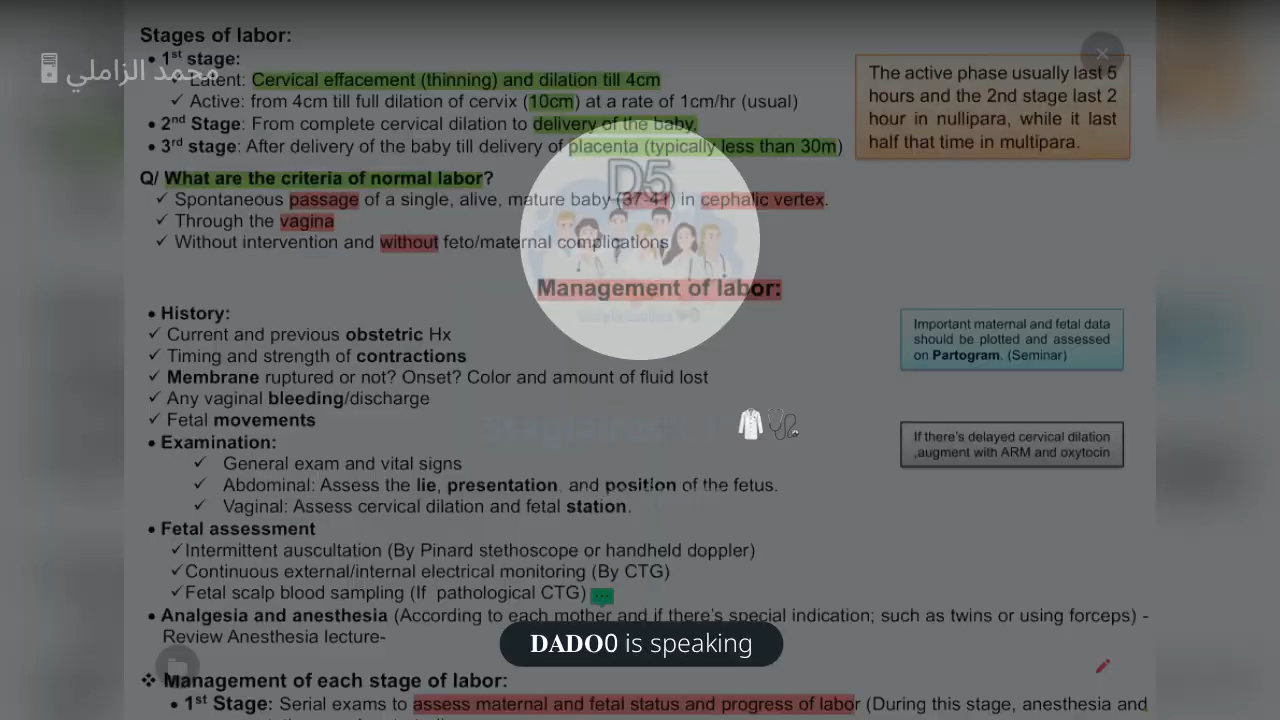 Stages of labor:
• 1st stage:
محمد الزاملي
✓ Latent: Cervical effacement (thinning) and dilation till 4cm
✓ Active: from 4cm till full dilation of cervix (10cm) at a rate of 1cm/hr (usual)
• 2nd Stage: From complete cervical dilation to delivery of the baby.
• 3rd stage: After delivery of the baby till delivery of placenta (typically less than 30m)
The active phase usually last 5
hours and the 2nd stage last 2
hour in nullipara, while it last
half that time in multipara.
Q/ What are the criteria of normal labor?
✓ Spontaneous passage of a single, alive, mature baby (37-41) in cephalic vertex.
✓ Through the vagina
✓ Without intervention and without feto/maternal complications
D5
Management of labor:
• History:
✓ Current and previous obstetric Hx
✓ Timing and strength of contractions
✓ Membrane ruptured or not? Onset? Color and amount of fluid lost
✓ Any vaginal bleeding/discharge
✓ Fetal movements
Important maternal and fetal data
should be plotted and assessed
on Partogram. (Seminar)
• Examination:
✓ General exam and vital signs
✓ Abdominal: Assess the lie, presentation, and position of the fetus.
✓ Vaginal: Assess cervical dilation and fetal station.
If there's delayed cervical dilation
,augment with ARM and oxytocin
• Fetal assessment
✓Intermittent auscultation (By Pinard stethoscope or handheld doppler)
✓Continuous external/internal electrical monitoring (By CTG)
✓Fetal scalp blood sampling (If pathological CTG)
• Analgesia and anesthesia (According to each mother and if there's special indication; such as twins or using forceps) -
Review Anesthesia lecture-
𝐃𝐀𝐃𝐎0 is speaking
❖ Management of each stage of labor:
• 1st Stage: Serial exams to assess maternal and fetal status and progress of labor (During this stage, anesthesia and